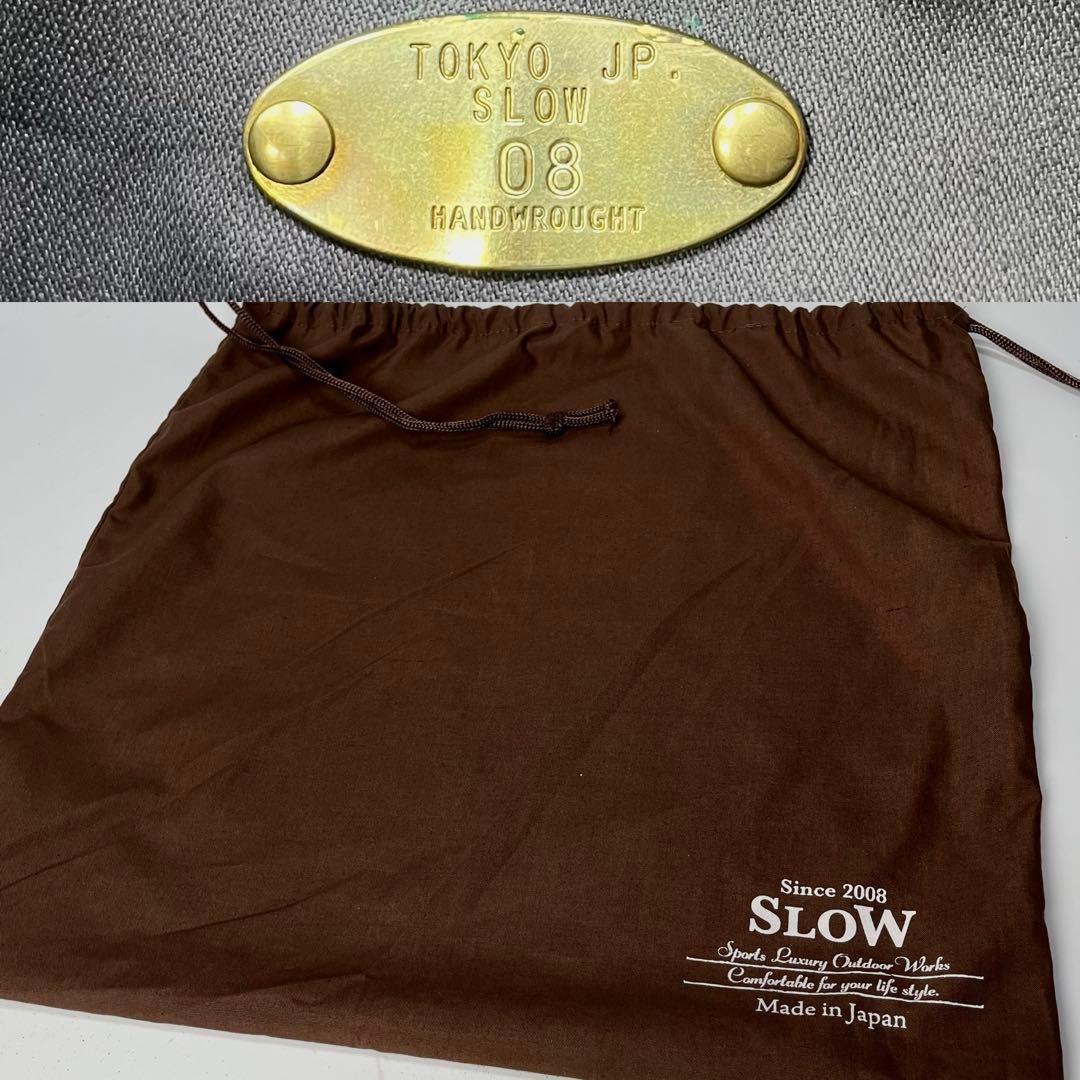 TOKYO JP.
SLOW
08
HANDWROUGHT
Since 2008
SLOW
Sports Luxury Outdoor Works
Comfortable for your life style.
Made in Japan